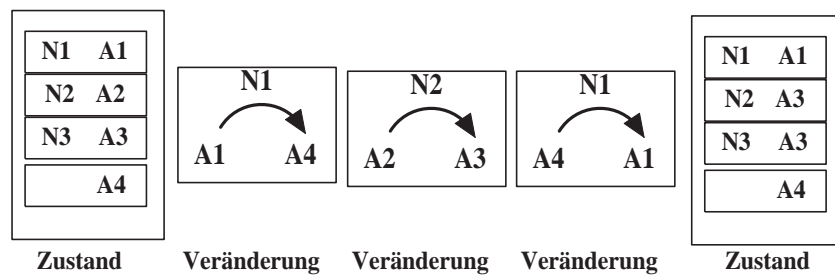 N1 A1
N2 A2
N3 A3
A4
Zustand
N1
A1 A4
Veränderung
N2
A2 A3
Veränderung
N1
A4 A1
Veränderung
N1 A1
N2 A3
N3 A3
A4
Zustand